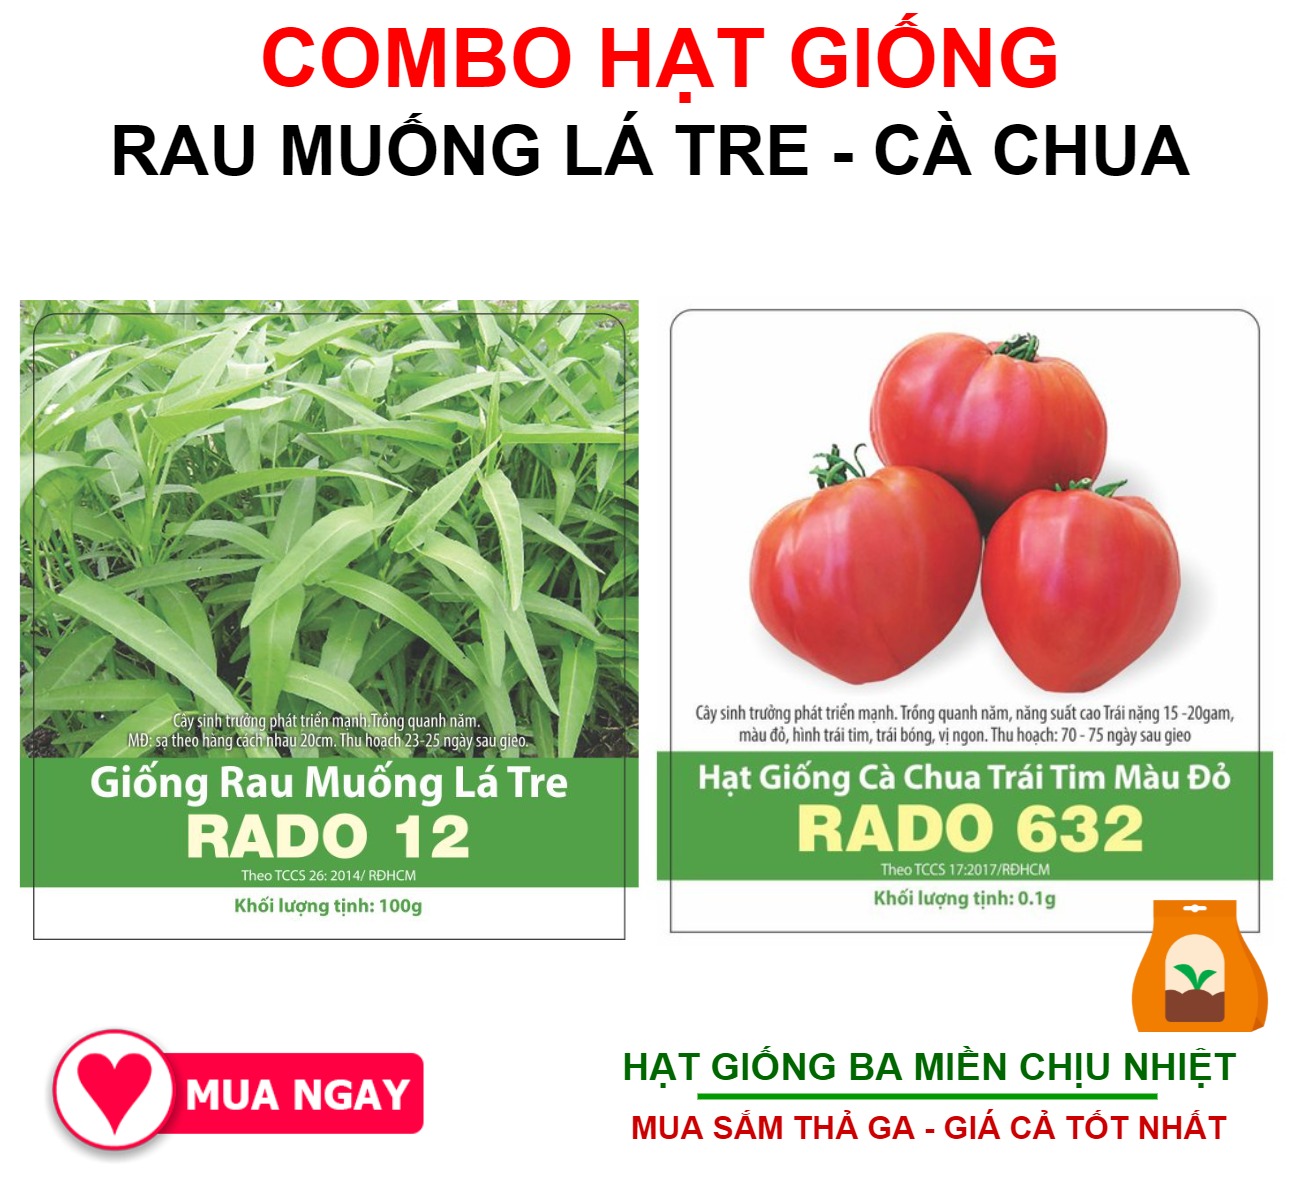 COMBO HẠT GIỐNG
RAU MUỐNG LÁ TRE - CÀ CHUA
Cây sinh trưởng phát triển mạnh.Trồng quanh năm.
MĐ: sạ theo hàng cách nhau 20cm. Thu hoạch 23-25 ngày sau gieo.
Giống Rau Muống Lá Tre
RADO 12
Theo TCCS 26: 2014/ RĐHCM
Khối lượng tịnh: 100g
Cây sinh trưởng phát triển mạnh. Trồng quanh năm, năng suất cao Trái nặng 15 -20gam,
màu đỏ, hình trái tim, trái bóng, vị ngon. Thu hoạch: 70 - 75 ngày sau gieo
Hạt Giống Cà Chua Trái Tim Màu Đỏ
RADO 632
Theo TCCS 17:2017/RĐHCM
Khối lượng tịnh: 0.1g
MUA NGAY
HẠT GIỐNG BA MIỀN CHỊU NHIỆT
MUA SẮM THẢ GA - GIÁ CẢ TỐT NHẤT